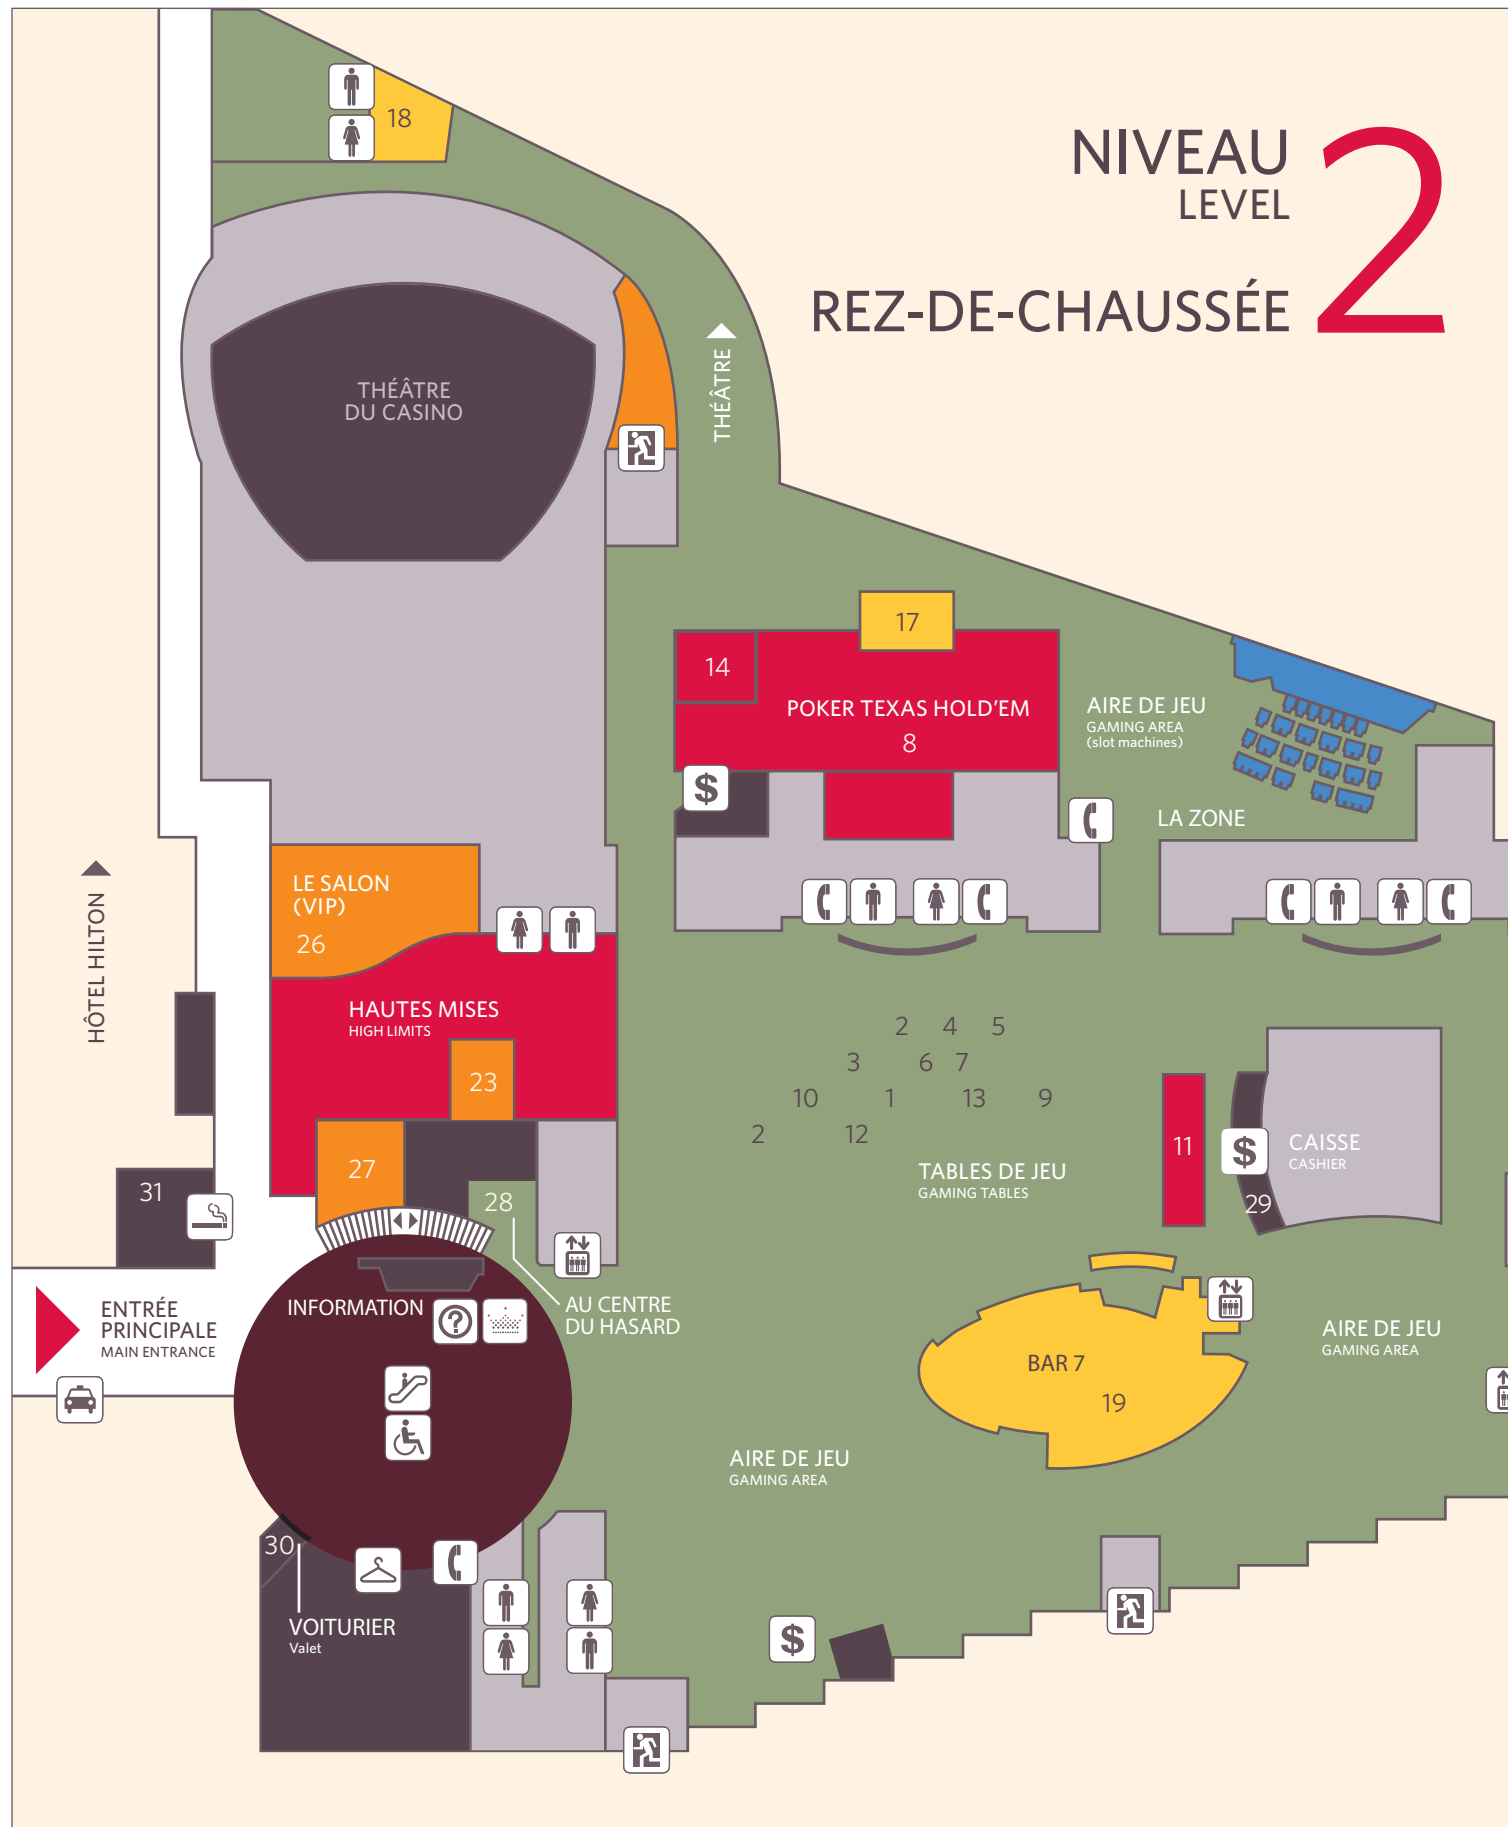 18
NIVEAU
LEVEL
2
REZ-DE-CHAUSSÉE
THÉÂTRE
DU CASINO
THÉÂTRE
17
14
POKER TEXAS HOLD'EM
8
AIRE DE JEU
GAMING AREA
(slot machines)
$
LA ZONE
LE SALON
(VIP)
26
HÔTEL HILTON
HAUTES MISES
HIGH LIMITS
23
2 4 5
3 6 7
10 1 13 9
2 12
TABLES DE JEU
GAMING TABLES
11
$
CAISSE
CASHIER
29
27
31
28
ENTRÉE
PRINCIPALE
MAIN ENTRANCE
INFORMATION
?
AU CENTRE
DU HASARD
BAR 7
19
AIRE DE JEU
GAMING AREA
AIRE DE JEU
GAMING AREA
30
VOITURIER
Valet
$